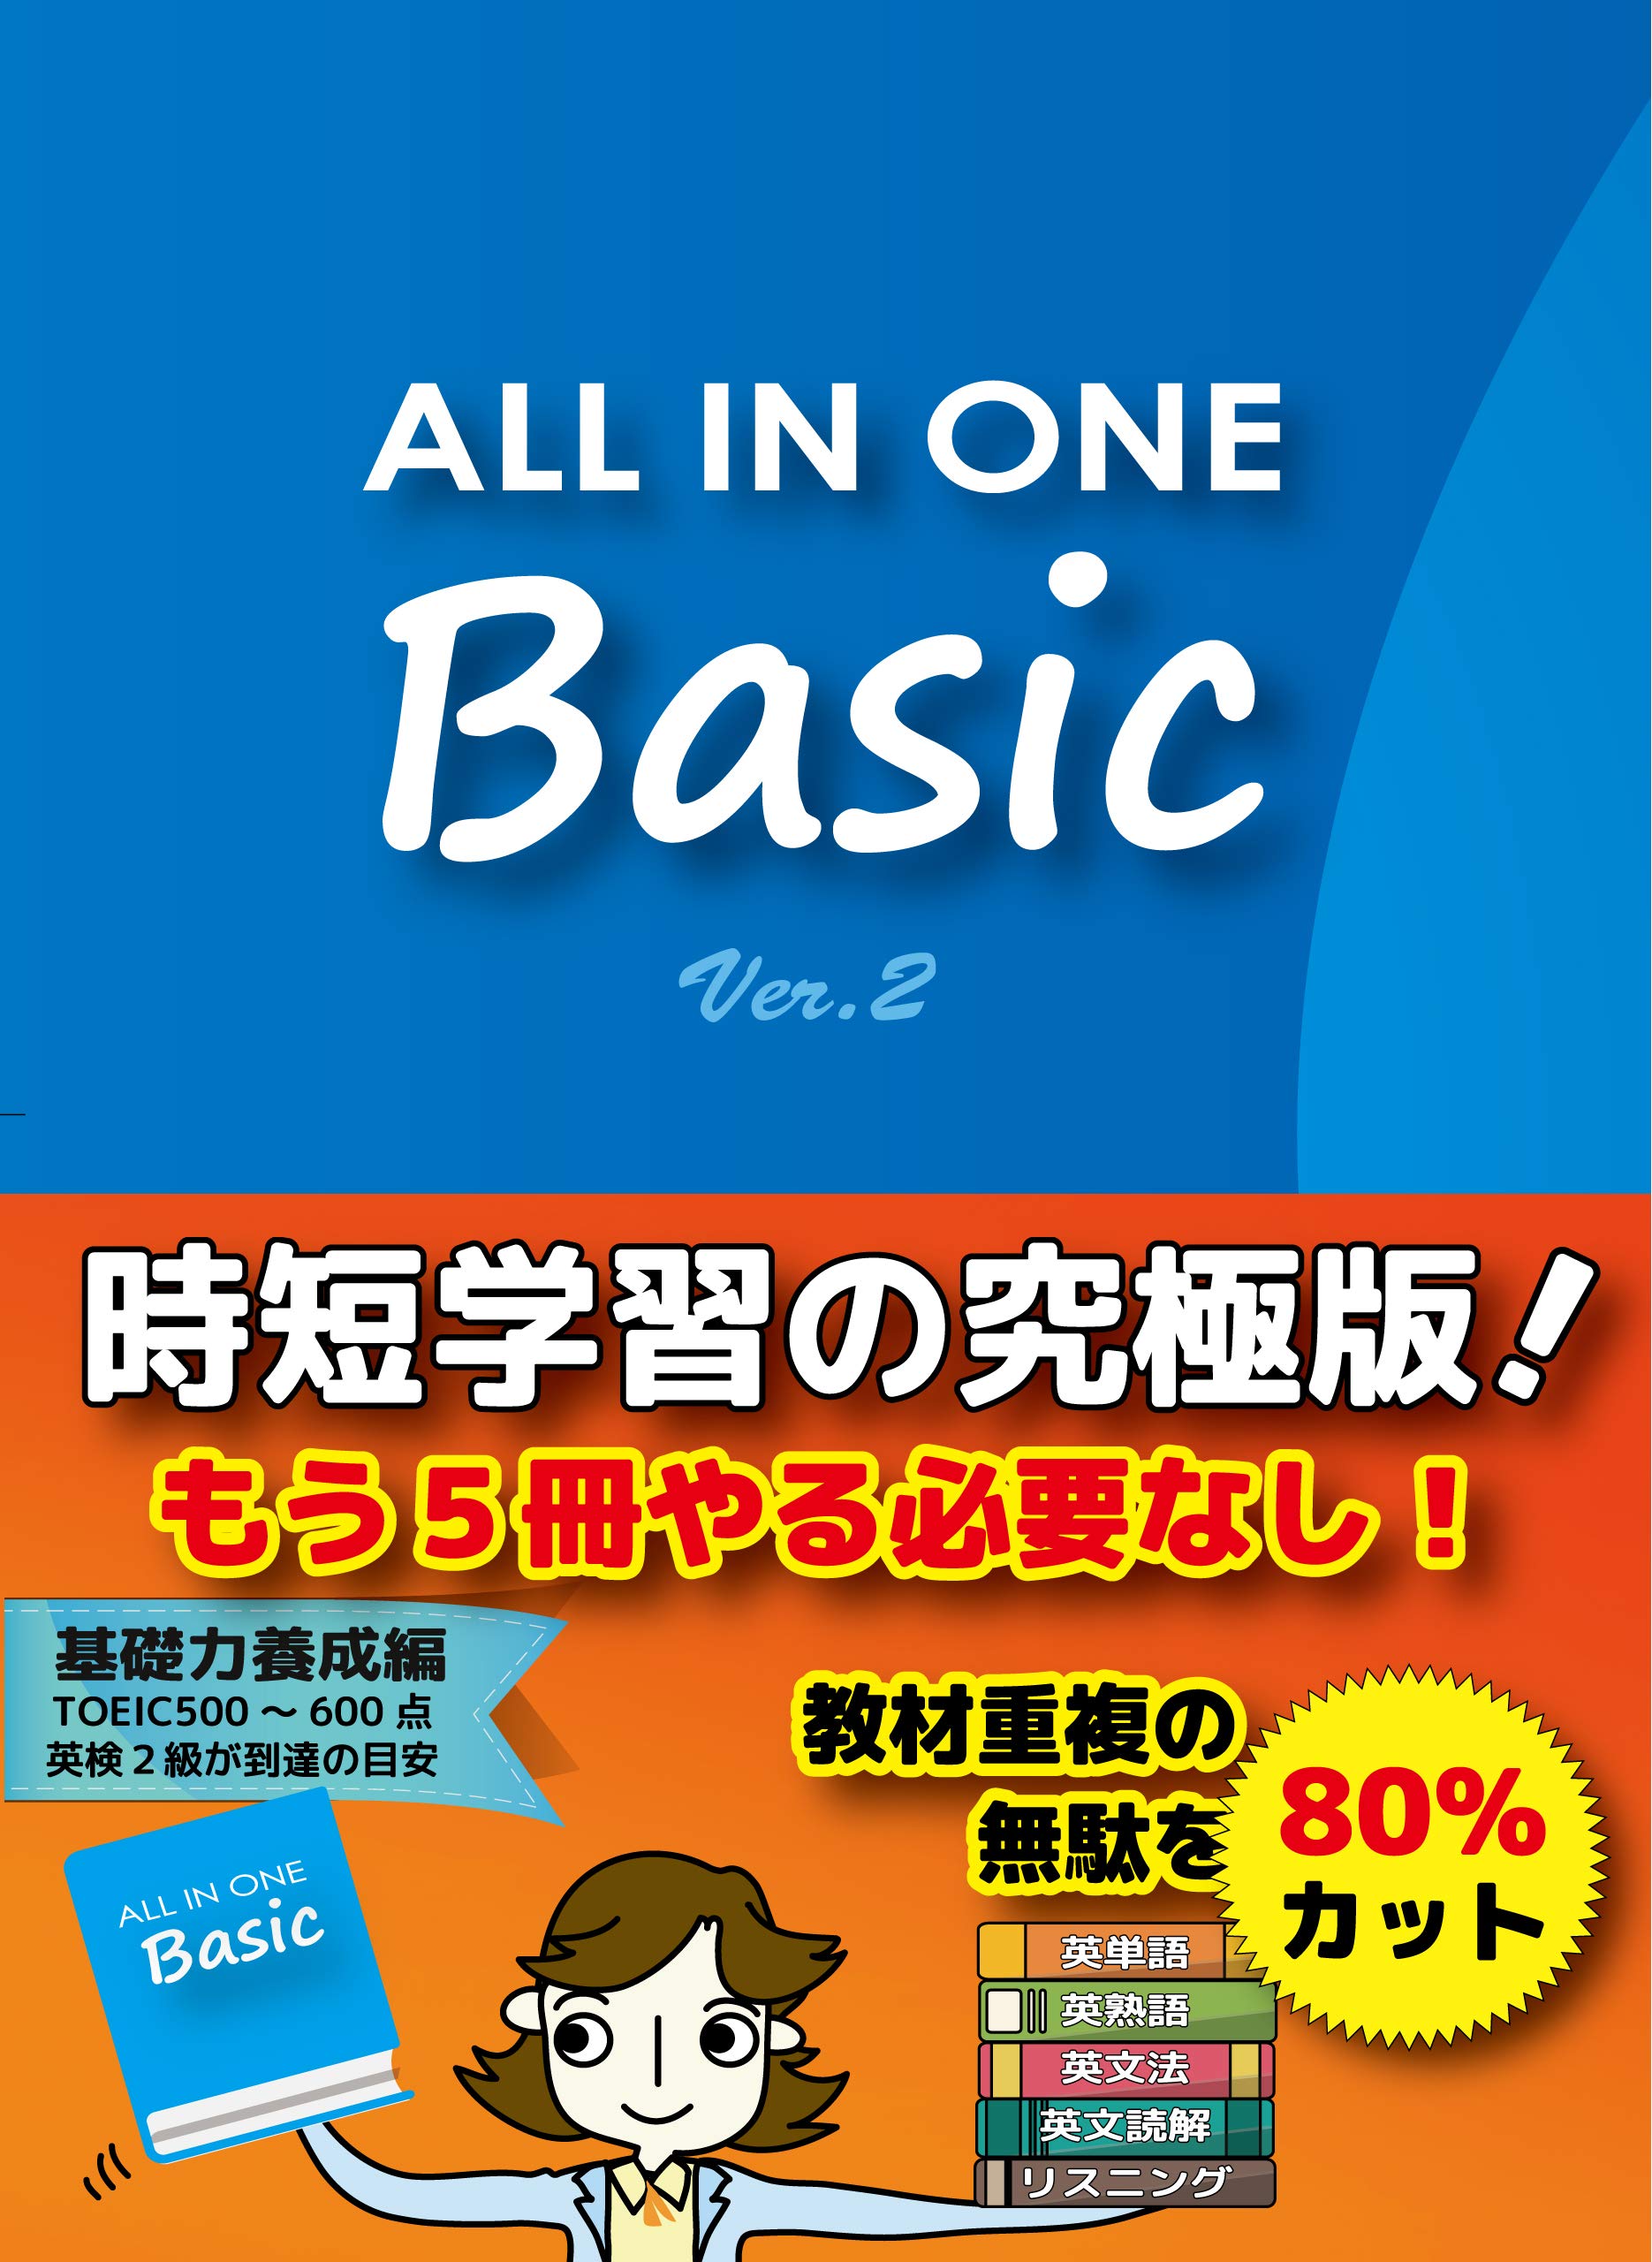 ALL IN ONE
Basic
Ver.2
時短学習の究極版！
もう５冊やる必要なし！
基礎力養成編
TOEIC500 〜 600 点
英検２級が到達の目安
教材重複の
無駄を
80%
カット
ALL IN ONE
Basic
英単語
英熟語
英文法
英文読解
リスニング